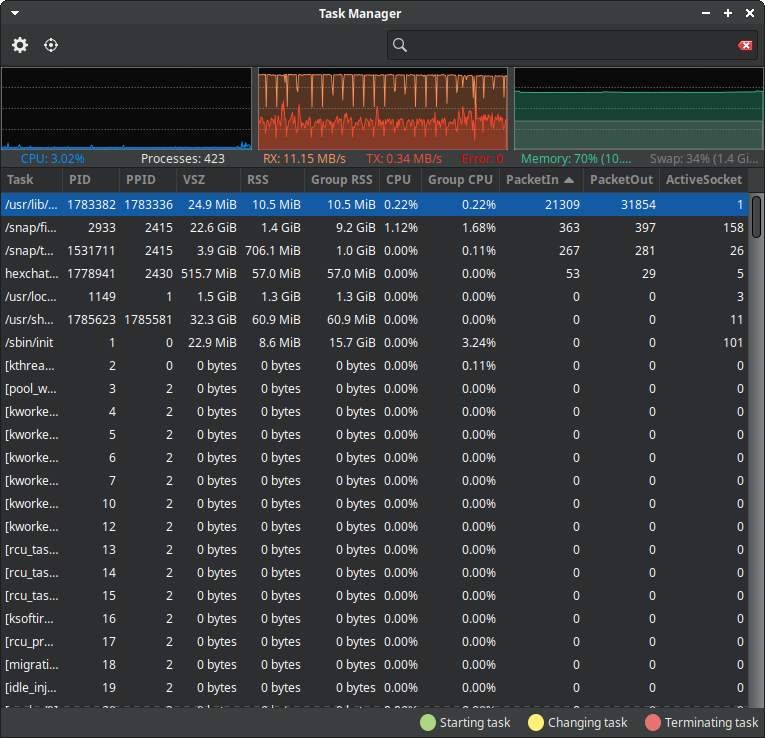 Task Manager
CPU: 3.02% Processes: 423 RX: 11.15 MB/s TX: 0.34 MB/s Error: 0 Memory: 70% (10.... Swap: 34% (1.4 Gi...
Task PID PPID VSZ RSS Group RSS CPU Group CPU PacketIn PacketOut ActiveSocket
/usr/lib/... 1783382 1783336 24.9 MiB 10.5 MiB 10.5 MiB 0.22% 0.22% 21309 31854 1
/snap/fi... 2933 2415 22.6 GiB 1.4 GiB 9.2 GiB 1.12% 1.68% 363 397 158
/snap/t... 1531711 2415 3.9 GiB 706.1 MiB 1.0 GiB 0.00% 0.11% 267 281 26
hexchat... 1778941 2430 515.7 MiB 57.0 MiB 57.0 MiB 0.00% 0.00% 53 29 5
/usr/loc... 1149 1 1.5 GiB 1.3 GiB 1.3 GiB 0.00% 0.00% 0 0 3
/usr/sh... 1785623 1785581 32.3 GiB 60.9 MiB 60.9 MiB 0.00% 0.00% 0 0 11
/sbin/init 1 0 22.9 MiB 8.6 MiB 15.7 GiB 0.00% 3.24% 0 0 101
[kthrea... 2 0 0 bytes 0 bytes 0 bytes 0.00% 0.11% 0 0 0
[pool_w... 3 2 0 bytes 0 bytes 0 bytes 0.00% 0.00% 0 0 0
[kworke... 4 2 0 bytes 0 bytes 0 bytes 0.00% 0.00% 0 0 0
[kworke... 5 2 0 bytes 0 bytes 0 bytes 0.00% 0.00% 0 0 0
[kworke... 6 2 0 bytes 0 bytes 0 bytes 0.00% 0.00% 0 0 0
[kworke... 7 2 0 bytes 0 bytes 0 bytes 0.00% 0.00% 0 0 0
[kworke... 10 2 0 bytes 0 bytes 0 bytes 0.00% 0.00% 0 0 0
[kworke... 12 2 0 bytes 0 bytes 0 bytes 0.00% 0.00% 0 0 0
[rcu_tas... 13 2 0 bytes 0 bytes 0 bytes 0.00% 0.00% 0 0 0
[rcu_tas... 14 2 0 bytes 0 bytes 0 bytes 0.00% 0.00% 0 0 0
[rcu_tas... 15 2 0 bytes 0 bytes 0 bytes 0.00% 0.00% 0 0 0
[ksoftir... 16 2 0 bytes 0 bytes 0 bytes 0.00% 0.00% 0 0 0
[rcu_pr... 17 2 0 bytes 0 bytes 0 bytes 0.00% 0.00% 0 0 0
[migrati... 18 2 0 bytes 0 bytes 0 bytes 0.00% 0.00% 0 0 0
[idle_inj... 19 2 0 bytes 0 bytes 0 bytes 0.00% 0.00% 0 0 0
Starting task Changing task Terminating task